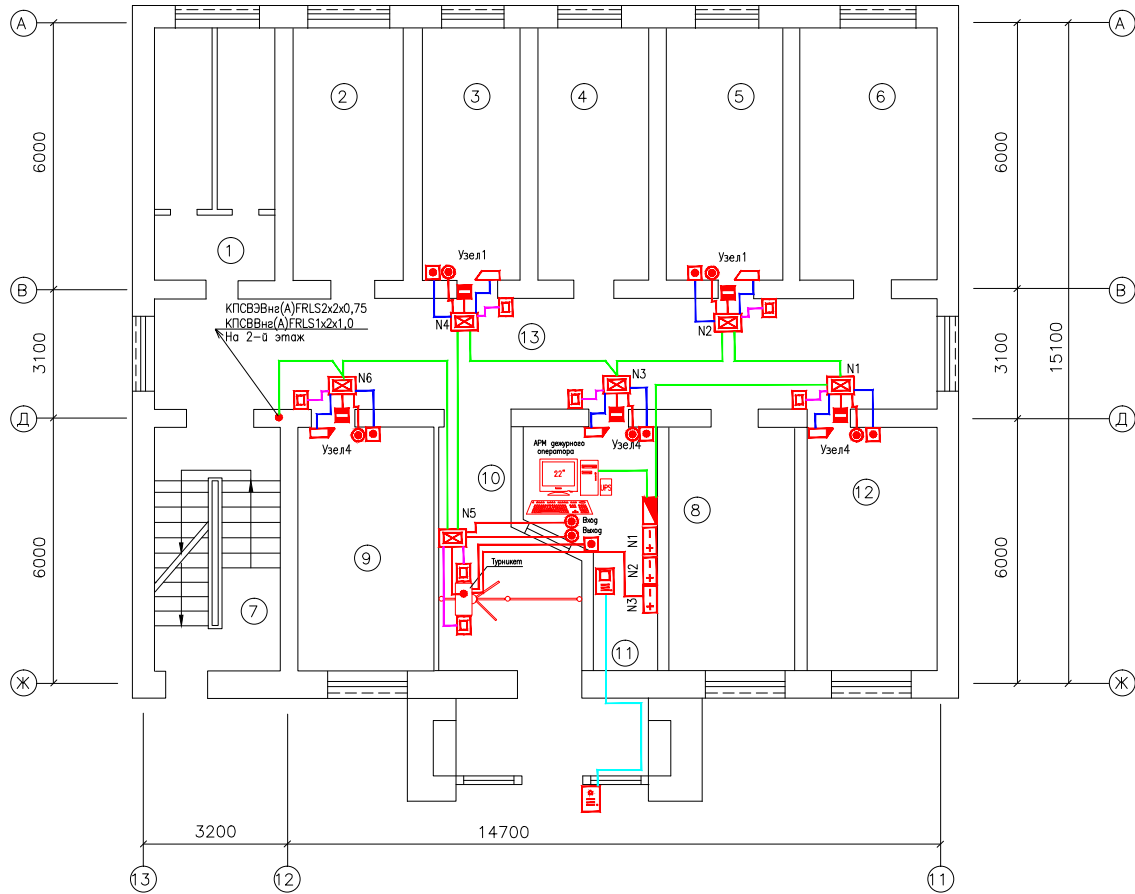 А
А
2
3
4
5
6
6000
6000
1
Узел1
Узел1
В
В
КПСВЭВнг(А)FRLS2x2x0,75
КПСВВнг(А)FRLS1x2x1,0
На 2-й этаж
N4
N2
13
3100
3100
15100
N6
N3
N1
Д
Д
Узел4
Узел4
Узел4
АРМ дежурного
оператора
22"
UPS
10
12
8
N5
Вход
Выход
N1
9
6000
6000
Турникет
N2
N3
7
11
Ж
Ж
3200
14700
13
12
11